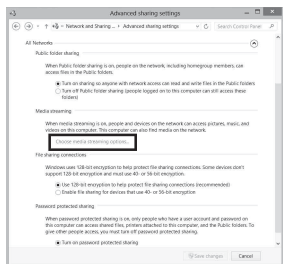 Advanced sharing settings
« Network and Sharing ... › Advanced sharing settings
Search Control Panel
All Networks
Public folder sharing
When Public folder sharing is on, people on the network, including homegroup members, can
access files in the Public folders.
Turn on sharing so anyone with network access can read and write files in the Public folders
Turn off Public folder sharing (people logged on to this computer can still access these
folders)
Media streaming
When media streaming is on, people and devices on the network can access pictures, music, and
videos on this computer. This computer can also find media on the network.
Choose media streaming options...
File sharing connections
Windows uses 128-bit encryption to help protect file sharing connections. Some devices don't
support 128-bit encryption and must use 40- or 56-bit encryption.
Use 128-bit encryption to help protect file sharing connections (recommended)
Enable file sharing for devices that use 40- or 56-bit encryption
Password protected sharing
When password protected sharing is on, only people who have a user account and password on
this computer can access shared files, printers attached to this computer, and the Public folders. To
give other people access, you must turn off password protected sharing.
Turn on password protected sharing
Save changes
Cancel